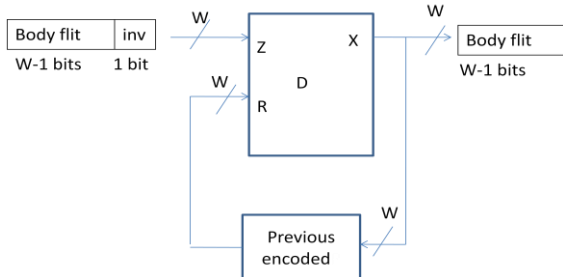 Body flit inv
W-1 bits 1 bit
W
Z
X
D
W
R
W
Body flit
W-1 bits
W
Previous
encoded